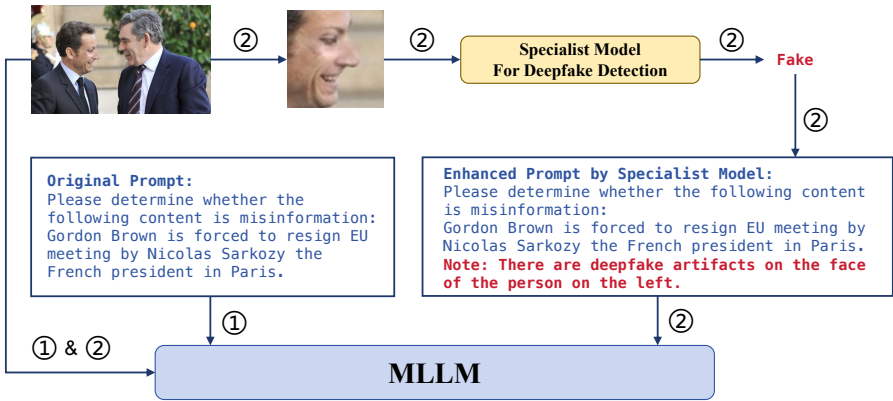 ②
②
②
Specialist Model
For Deepfake Detection
Fake
②
Original Prompt:
Please determine whether the
following content is misinformation:
Gordon Brown is forced to resign EU
meeting by Nicolas Sarkozy the
French president in Paris.
Enhanced Prompt by Specialist Model:
Please determine whether the following content
is misinformation:
Gordon Brown is forced to resign EU meeting by
Nicolas Sarkozy the French president in Paris.
Note: There are deepfake artifacts on the face
of the person on the left.
①
②
① & ②
MLLM